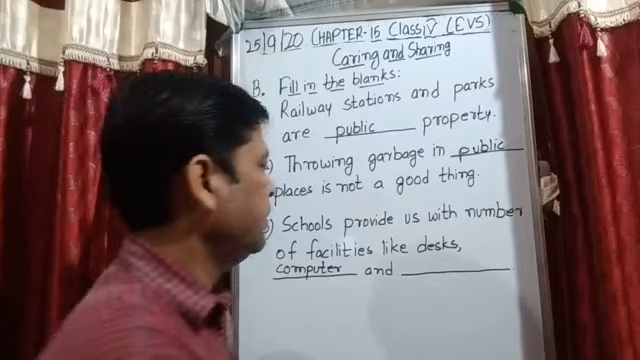 25/9/20 CHAPTER-15 Class V (EVS)
Caring and Sharing
B. Fill in the blanks:
Railway stations and parks
are public property.
) Throwing garbage in public
places is not a good thing.
) Schools provide us with number
of facilities like desks,
computer and ________.